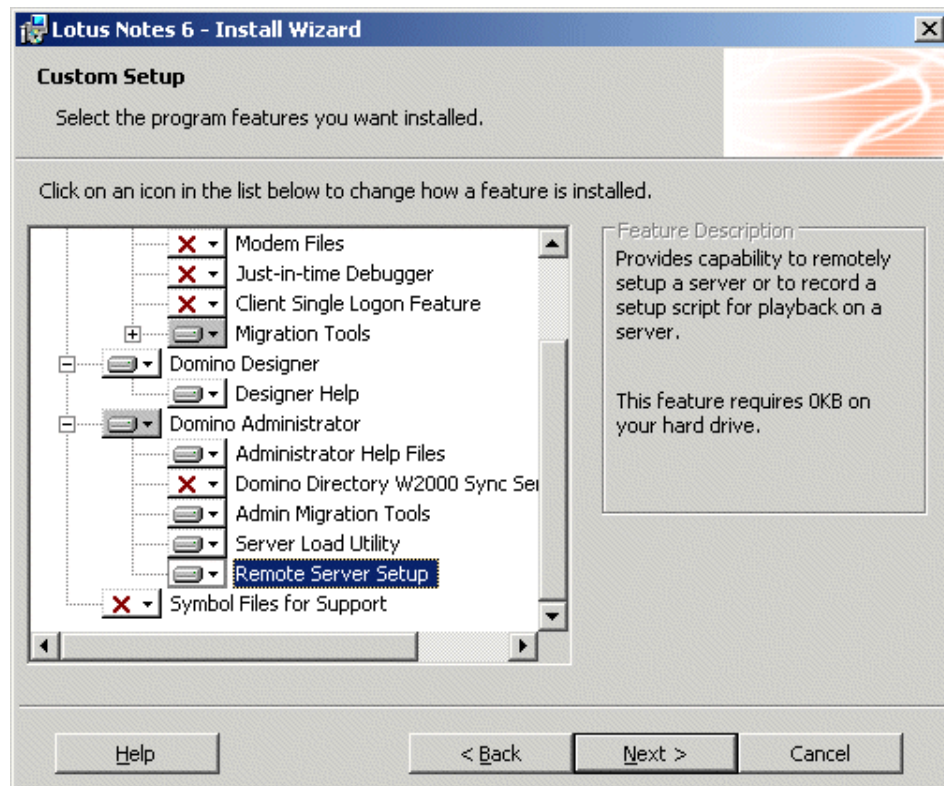 Lotus Notes 6 - Install Wizard
Custom Setup
Select the program features you want installed.
Click on an icon in the list below to change how a feature is installed.
Modem Files
Just-in-time Debugger
Client Single Logon Feature
Migration Tools
Domino Designer
Designer Help
Domino Administrator
Administrator Help Files
Domino Directory W2000 Sync Ser
Admin Migration Tools
Server Load Utility
Remote Server Setup
Symbol Files for Support
Feature Description
Provides capability to remotely
setup a server or to record a
setup script for playback on a
server.
This feature requires 0KB on
your hard drive.
Help
< Back
Next >
Cancel